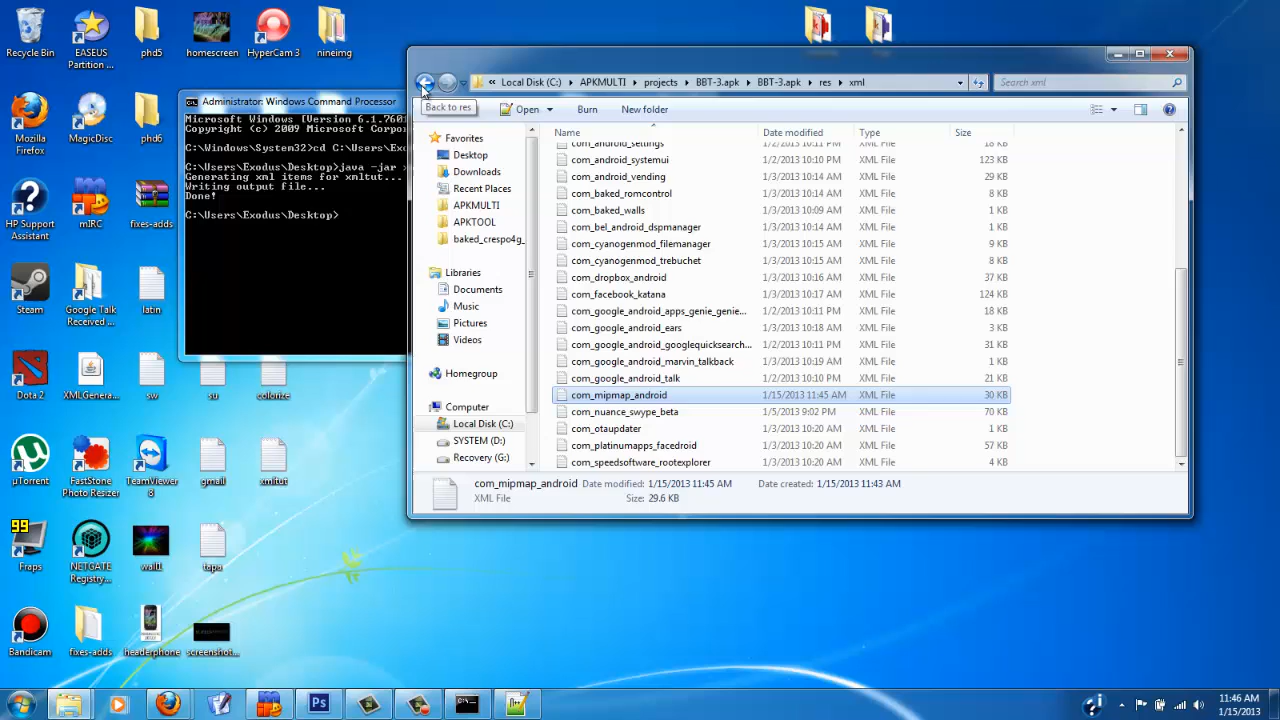 Recycle Bin
EASEUS
Partition ...
phd5
homescreen
HyperCam 3
nineimg
Mozilla
Firefox
MagicDisc
phd6
HP Support
Assistant
mIRC
fixes-adds
Steam
Google Talk
Received ...
latin
Dota 2
XMLGenera...
sw
su
colorize
µTorrent
FastStone
Photo Resizer
TeamViewer
8
gmail
xmltut
99
Fraps
NETGATE
Registry...
wall1
tapa
Bandicam
fixes-adds
headerphone
screenshot...
Administrator: Windows Command Processor
Microsoft Windows [Version 6.1.7601
Copyright (c) 2009 Microsoft Corpor
C:\Windows\System32>cd C:\Users\Exo
C:\Users\Exodus\Desktop>java -jar x
Generating xml items for xmltut...
Writing output file...
Done!
C:\Users\Exodus\Desktop>
« Local Disk (C:) APKMULTI projects BBT-3.apk BBT-3.apk res xml
Search xml
Back to res
Open Burn New folder
Favorites
Desktop
Downloads
Recent Places
APKMULTI
APKTOOL
baked_crespo4g_
Libraries
Documents
Music
Pictures
Videos
Homegroup
Computer
Local Disk (C:)
SYSTEM (D:)
Recovery (G:)
Name Date modified Type Size
com_android_settings 1/2/2013 10:11 PM XML File 18 KB
com_android_systemui 1/2/2013 10:10 PM XML File 123 KB
com_android_vending 1/3/2013 10:14 AM XML File 29 KB
com_baked_romcontrol 1/3/2013 10:14 AM XML File 8 KB
com_baked_walls 1/3/2013 10:09 AM XML File 1 KB
com_bel_android_dspmanager 1/3/2013 10:14 AM XML File 1 KB
com_cyanogenmod_filemanager 1/3/2013 10:15 AM XML File 9 KB
com_cyanogenmod_trebuchet 1/3/2013 10:15 AM XML File 8 KB
com_dropbox_android 1/3/2013 10:16 AM XML File 37 KB
com_facebook_katana 1/3/2013 10:17 AM XML File 124 KB
com_google_android_apps_genie_genie... 1/2/2013 10:11 PM XML File 18 KB
com_google_android_ears 1/3/2013 10:18 AM XML File 3 KB
com_google_android_googlequicksearch... 1/2/2013 10:11 PM XML File 31 KB
com_google_android_marvin_talkback 1/3/2013 10:19 AM XML File 1 KB
com_google_android_talk 1/2/2013 10:10 PM XML File 21 KB
com_mipmap_android 1/15/2013 11:45 AM XML File 30 KB
com_nuance_swype_beta 1/5/2013 9:02 PM XML File 70 KB
com_otaupdater 1/3/2013 10:20 AM XML File 1 KB
com_platinumapps_facedroid 1/3/2013 10:20 AM XML File 57 KB
com_speedsoftware_rootexplorer 1/3/2013 10:20 AM XML File 4 KB
com_mipmap_android Date modified: 1/15/2013 11:45 AM Date created: 1/15/2013 11:43 AM
XML File Size: 29.6 KB
Ps
11:46 AM
1/15/2013